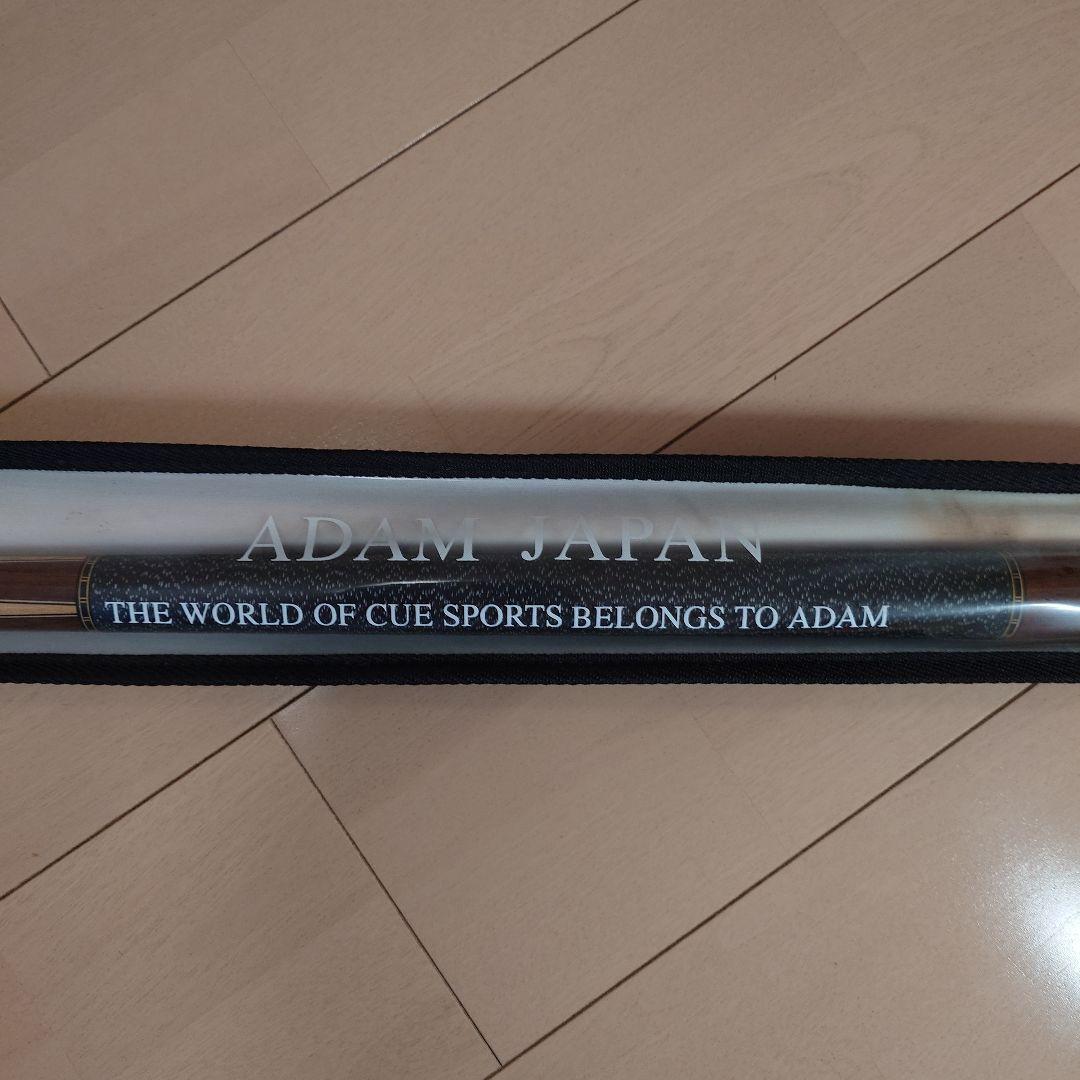 ADAM JAPAN
THE WORLD OF CUE SPORTS BELONGS TO ADAM